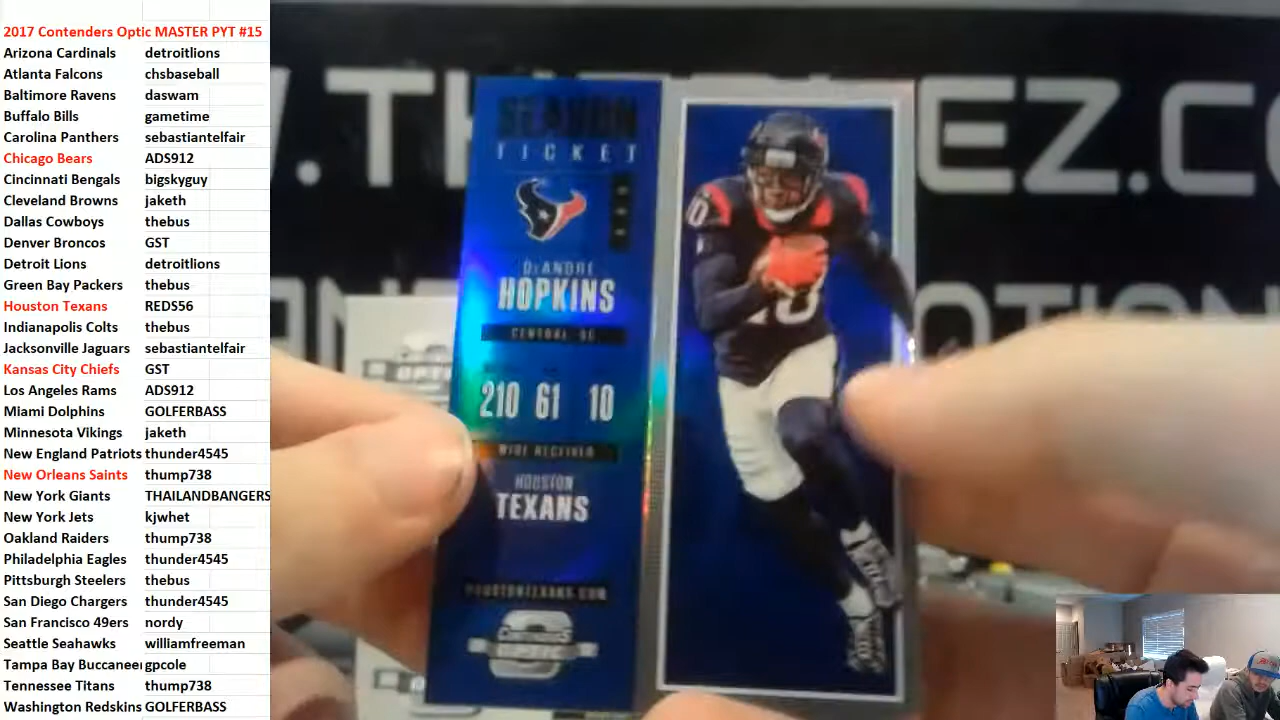 2017 Contenders Optic MASTER PYT #15
Arizona Cardinals detroitlions
Atlanta Falcons chsbaseball
Baltimore Ravens daswam
Buffalo Bills gametime
Carolina Panthers sebastiantelfair
Chicago Bears ADS912
Cincinnati Bengals bigskyguy
Cleveland Browns jaketh
Dallas Cowboys thebus
Denver Broncos GST
Detroit Lions detroitlions
Green Bay Packers thebus
Houston Texans REDS56
Indianapolis Colts thebus
Jacksonville Jaguars sebastiantelfair
Kansas City Chiefs GST
Los Angeles Rams ADS912
Miami Dolphins GOLFERBASS
Minnesota Vikings jaketh
New England Patriots thunder4545
New Orleans Saints thump738
New York Giants THAILANDBANGERS
New York Jets kjwhet
Oakland Raiders thump738
Philadelphia Eagles thunder4545
Pittsburgh Steelers thebus
San Diego Chargers thunder4545
San Francisco 49ers nordy
Seattle Seahawks williamfreeman
Tampa Bay Buccanee gpcole
Tennessee Titans thump738
Washington Redskins GOLFERBASS
SEASON
TICKET
DeANDRE
HOPKINS
210 61 10
WIDE RECEIVER
HOUSTON
TEXANS
HOUSTONTEXANS.COM
CONTENDERS
OPTIC
10